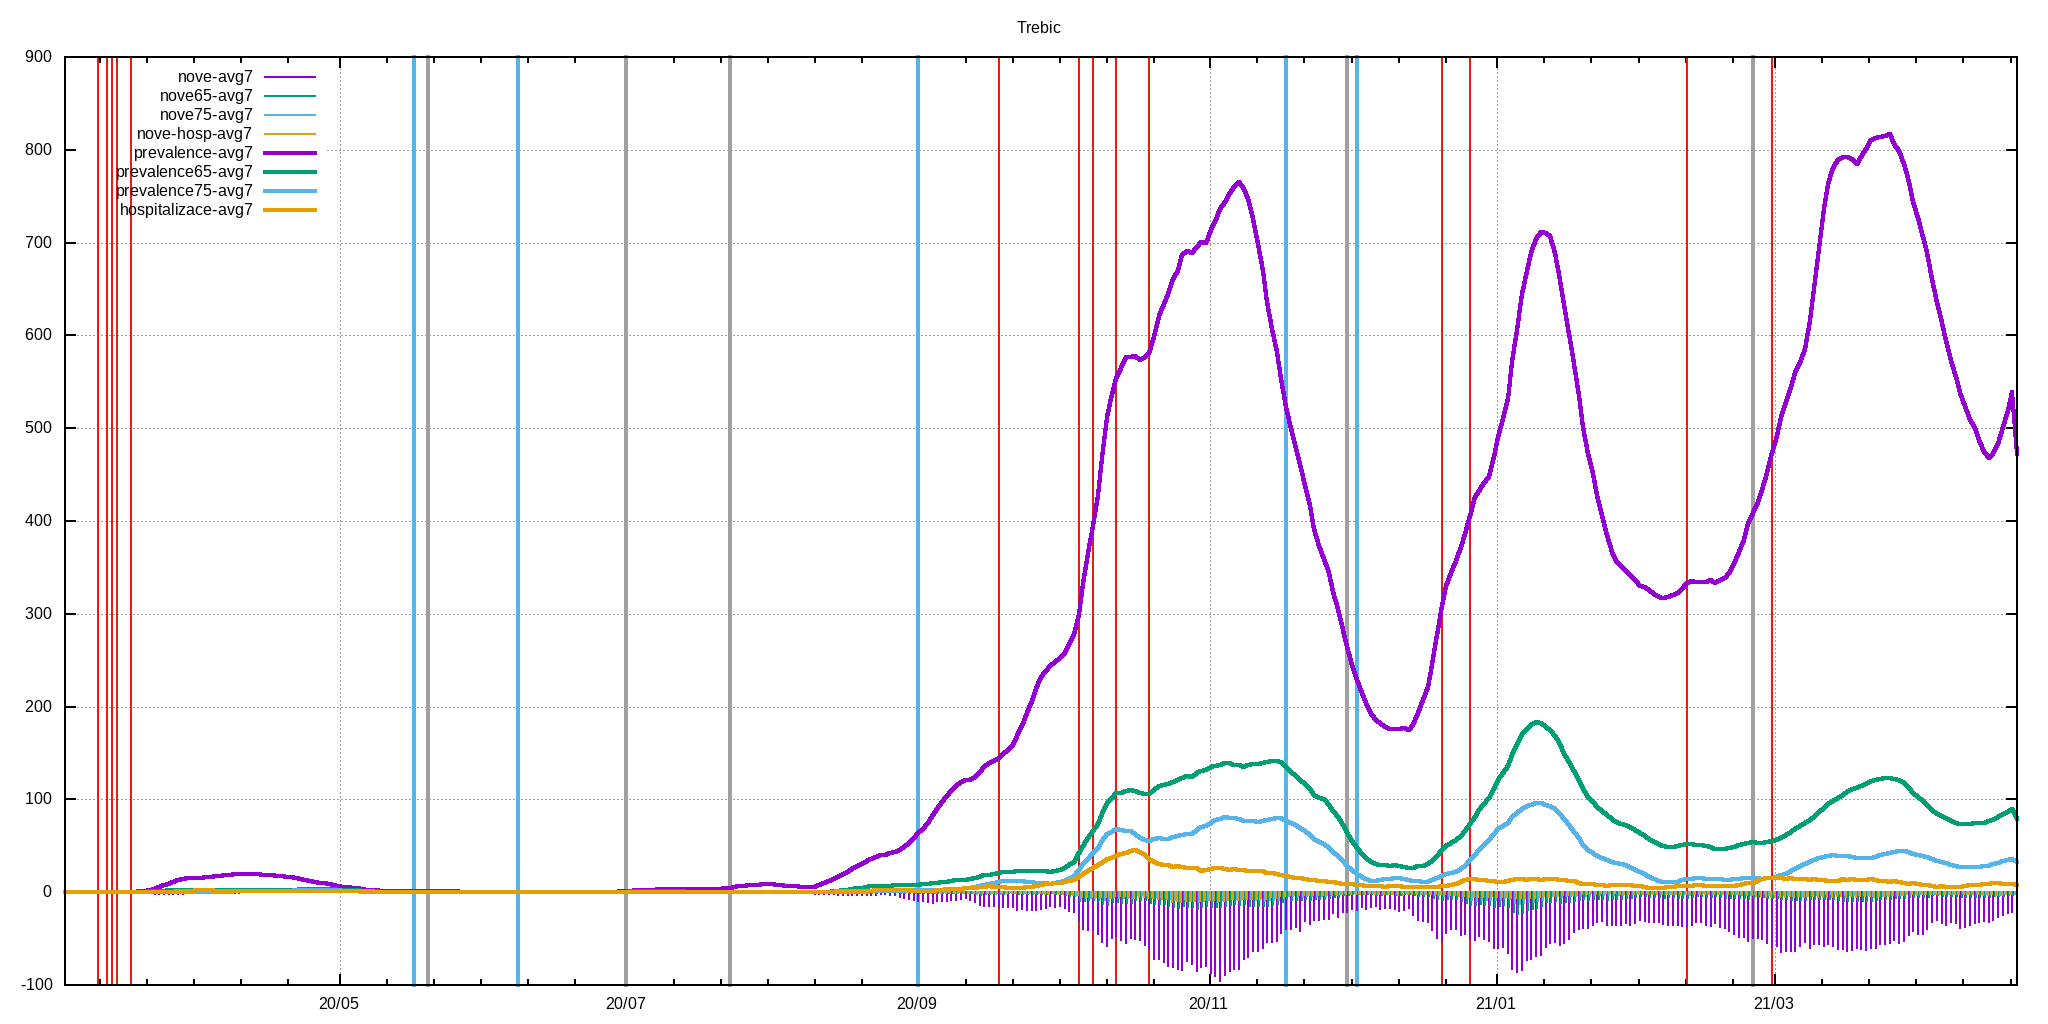 Trebic
900
800
700
600
500
400
300
200
100
0
-100
nove-avg7
nove65-avg7
nove75-avg7
nove-hosp-avg7
prevalence-avg7
prevalence65-avg7
prevalence75-avg7
hospitalizace-avg7
20/05
20/07
20/09
20/11
21/01
21/03